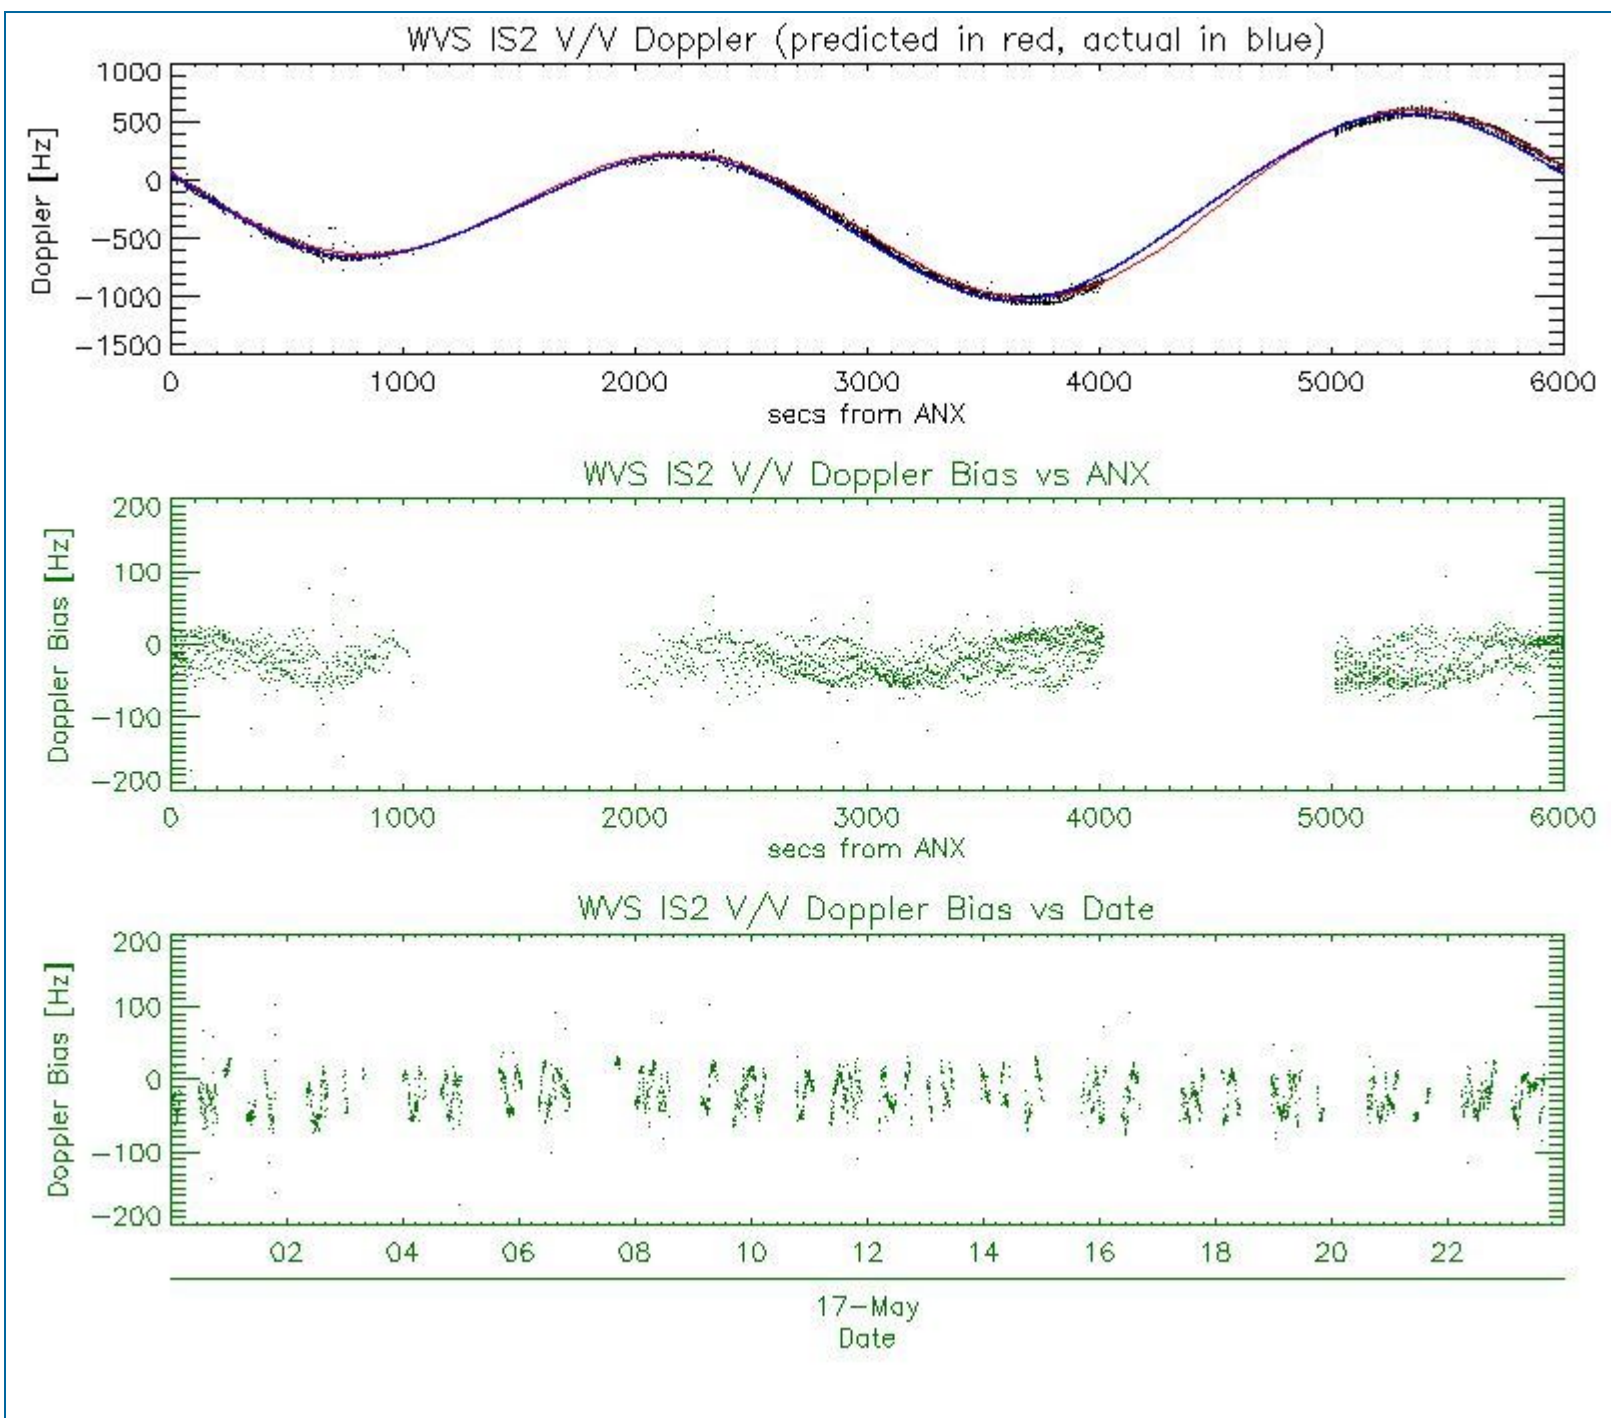 WVS IS2 V/V Doppler (predicted in red, actual in blue)
1000
500
0
−500
−1000
−1500
Doppler [Hz]
0 1000 2000 3000 4000 5000 6000
secs from ANX
WVS IS2 V/V Doppler Bias vs ANX
200
100
0
−100
−200
Doppler Bias [Hz]
0 1000 2000 3000 4000 5000 6000
secs from ANX
WVS IS2 V/V Doppler Bias vs Date
200
100
0
−100
−200
Doppler Bias [Hz]
02 04 06 08 10 12 14 16 18 20 22
17−May
Date